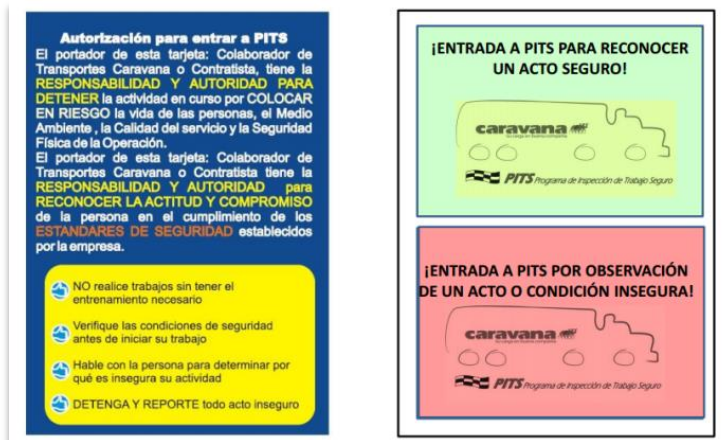 Autorización para entrar a PITS
El portador de esta tarjeta: Colaborador de
Transportes Caravana o Contratista, tiene la
RESPONSABILIDAD Y AUTORIDAD PARA
DETENER la actividad en curso por COLOCAR
EN RIESGO la vida de las personas, el Medio
Ambiente , la Calidad del servicio y la Seguridad
Física de la Operación.
El portador de esta tarjeta: Colaborador de
Transportes Caravana o Contratista tiene la
RESPONSABILIDAD Y AUTORIDAD para
RECONOCER LA ACTITUD Y COMPROMISO
de la persona en el cumplimiento de los
ESTANDARES DE SEGURIDAD establecidos
por la empresa.
NO realice trabajos sin tener el
entrenamiento necesario
Verifique las condiciones de seguridad
antes de iniciar su trabajo
Hable con la persona para determinar por
qué es insegura su actividad
DETENGA Y REPORTE todo acto inseguro
¡ENTRADA A PITS PARA RECONOCER
UN ACTO SEGURO!
caravana
PITS Programa de Inspección de Trabajo Seguro
¡ENTRADA A PITS POR OBSERVACIÓN
DE UN ACTO O CONDICIÓN INSEGURA!
caravana
PITS Programa de Inspección de Trabajo Seguro